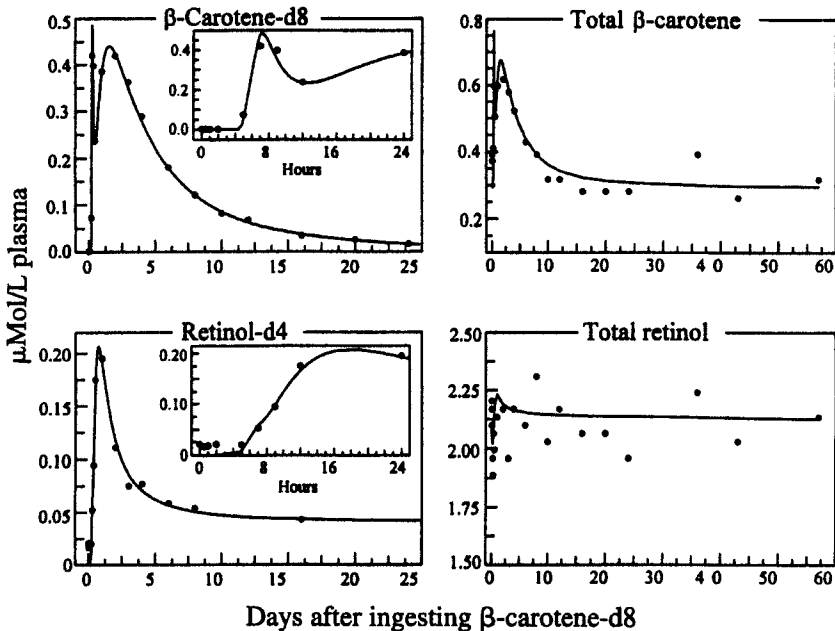 β-Carotene-d8
0.5
0.4
0.3
0.2
0.1
0.0
0 5 10 15 20 25
0.4
0.2
0.0
0 8 16 24
Hours
Total β-carotene
0.8
0.6
0.4
0.2
0 10 20 30 4 0 50 60
μMol/L plasma
Retinol-d4
0.20
0.15
0.10
0.05
0
0 5 10 15 20 25
0.20
0.10
0
0 8 16 24
Hours
Total retinol
2.50
2.25
2.00
1.75
1.50
0 10 20 30 4 0 50 60
Days after ingesting β-carotene-d8